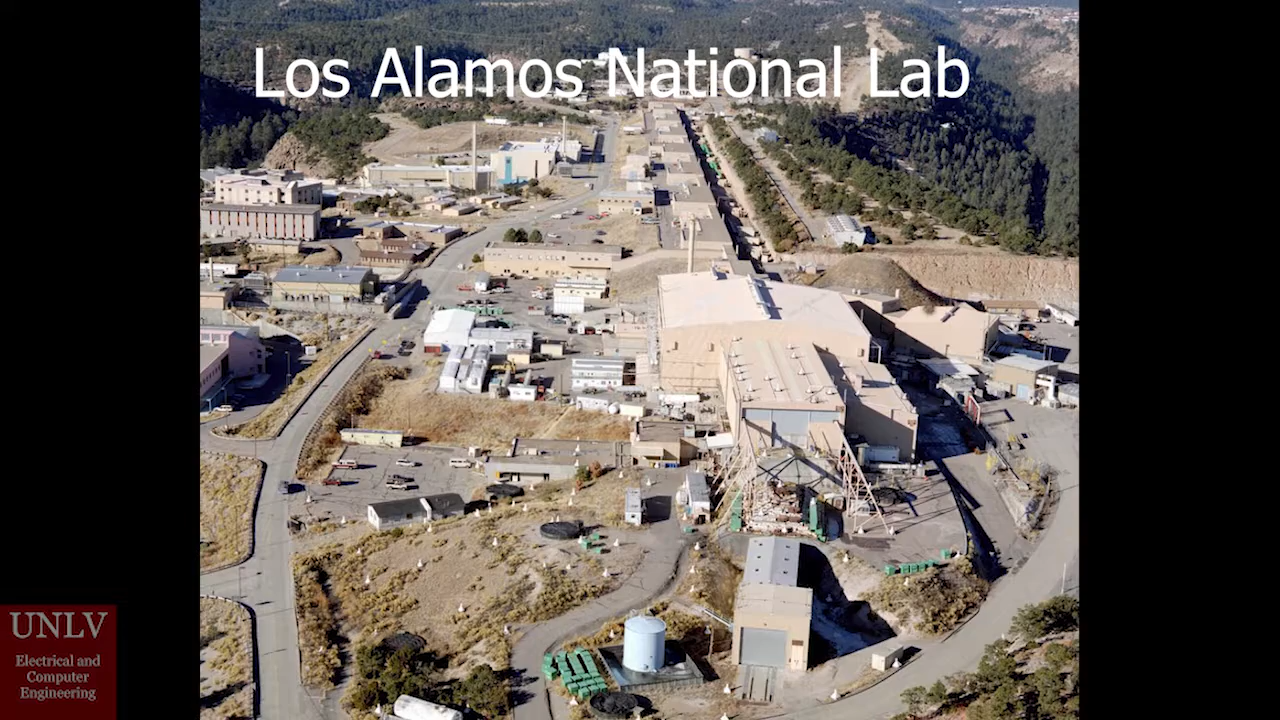 Los Alamos National Lab
UNLV
Electrical and
Computer
Engineering